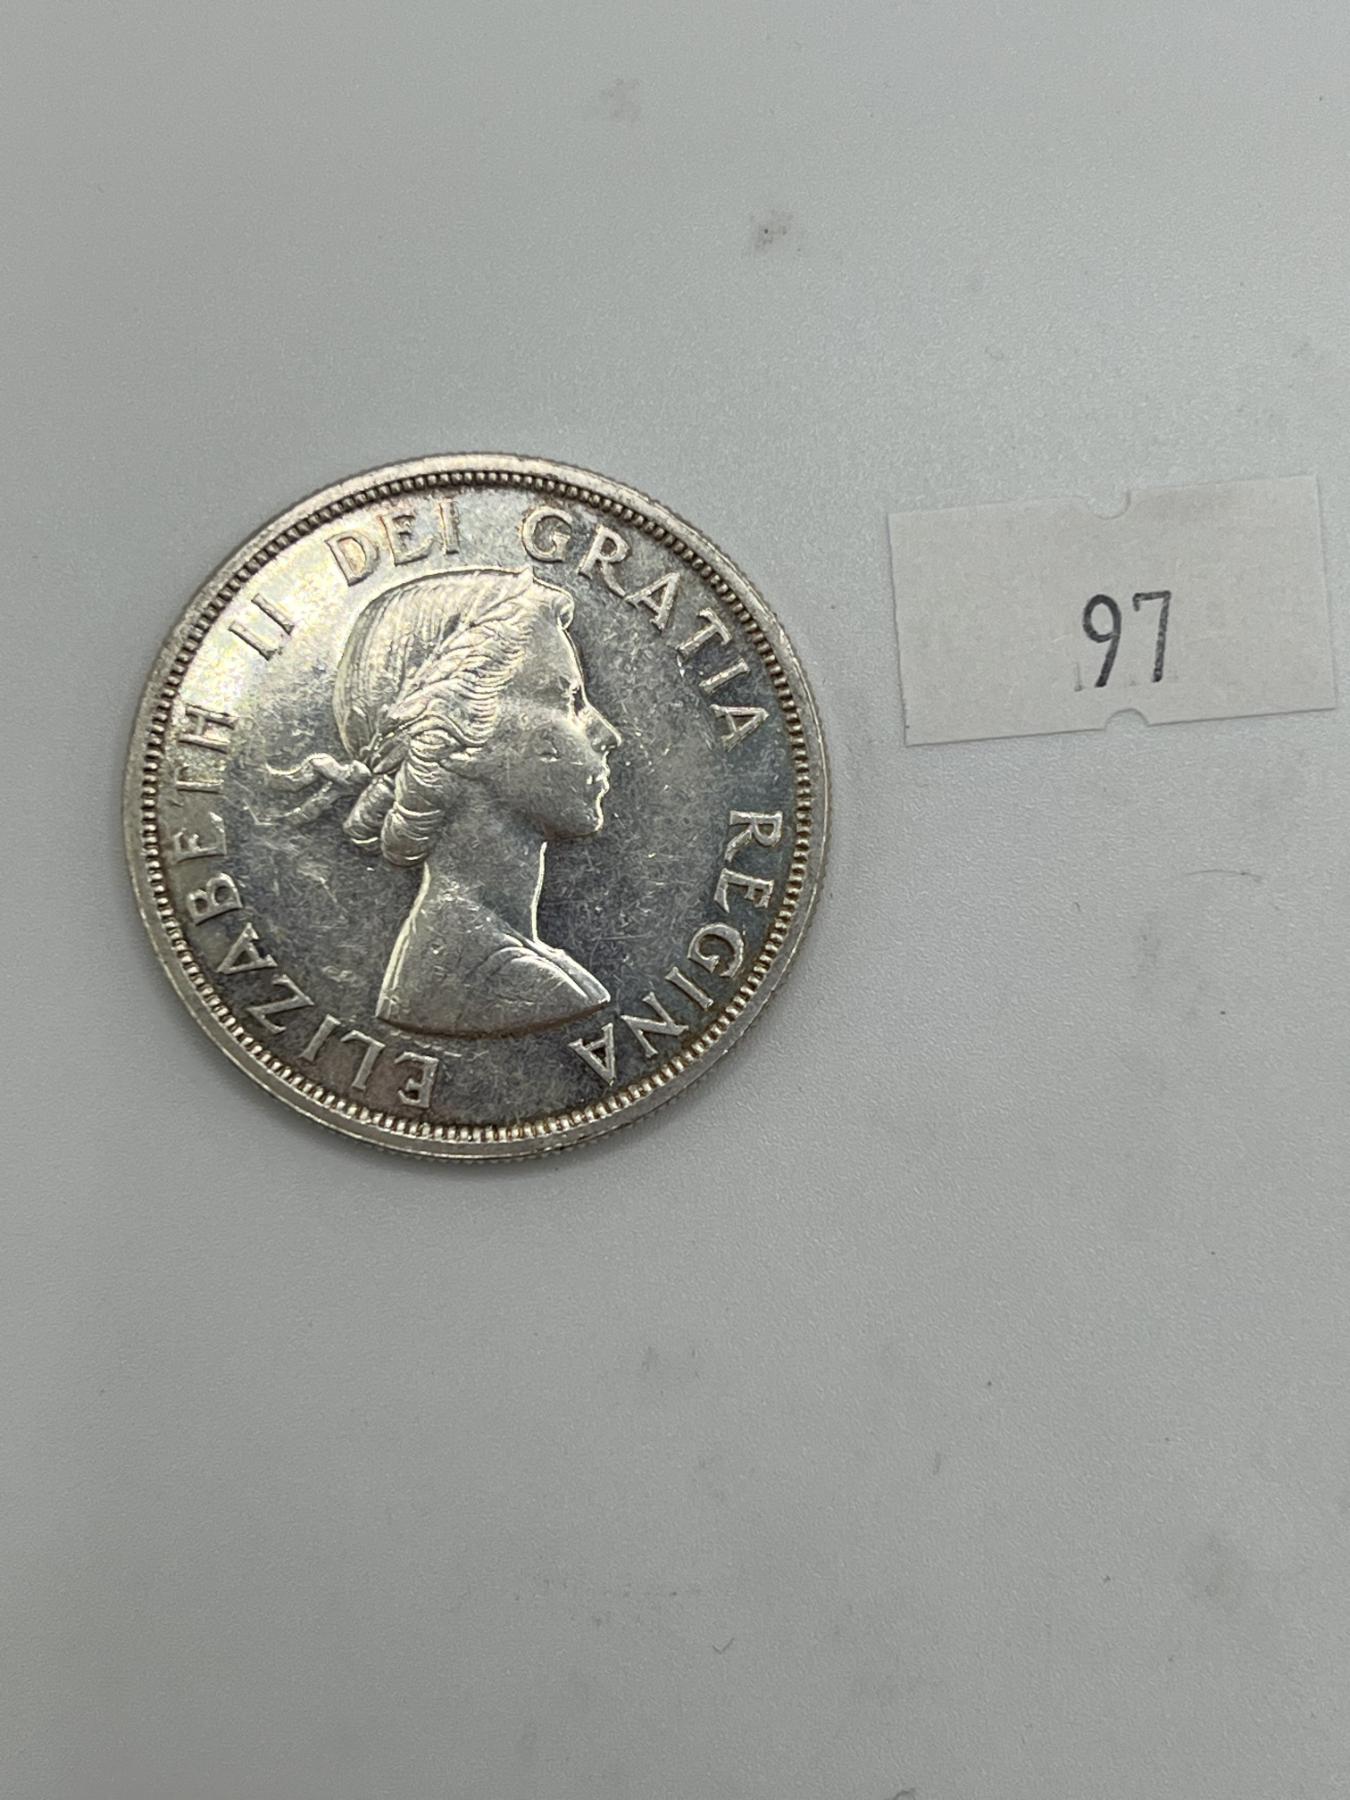 ELIZABETH II DEI GRATIA REGINA
97